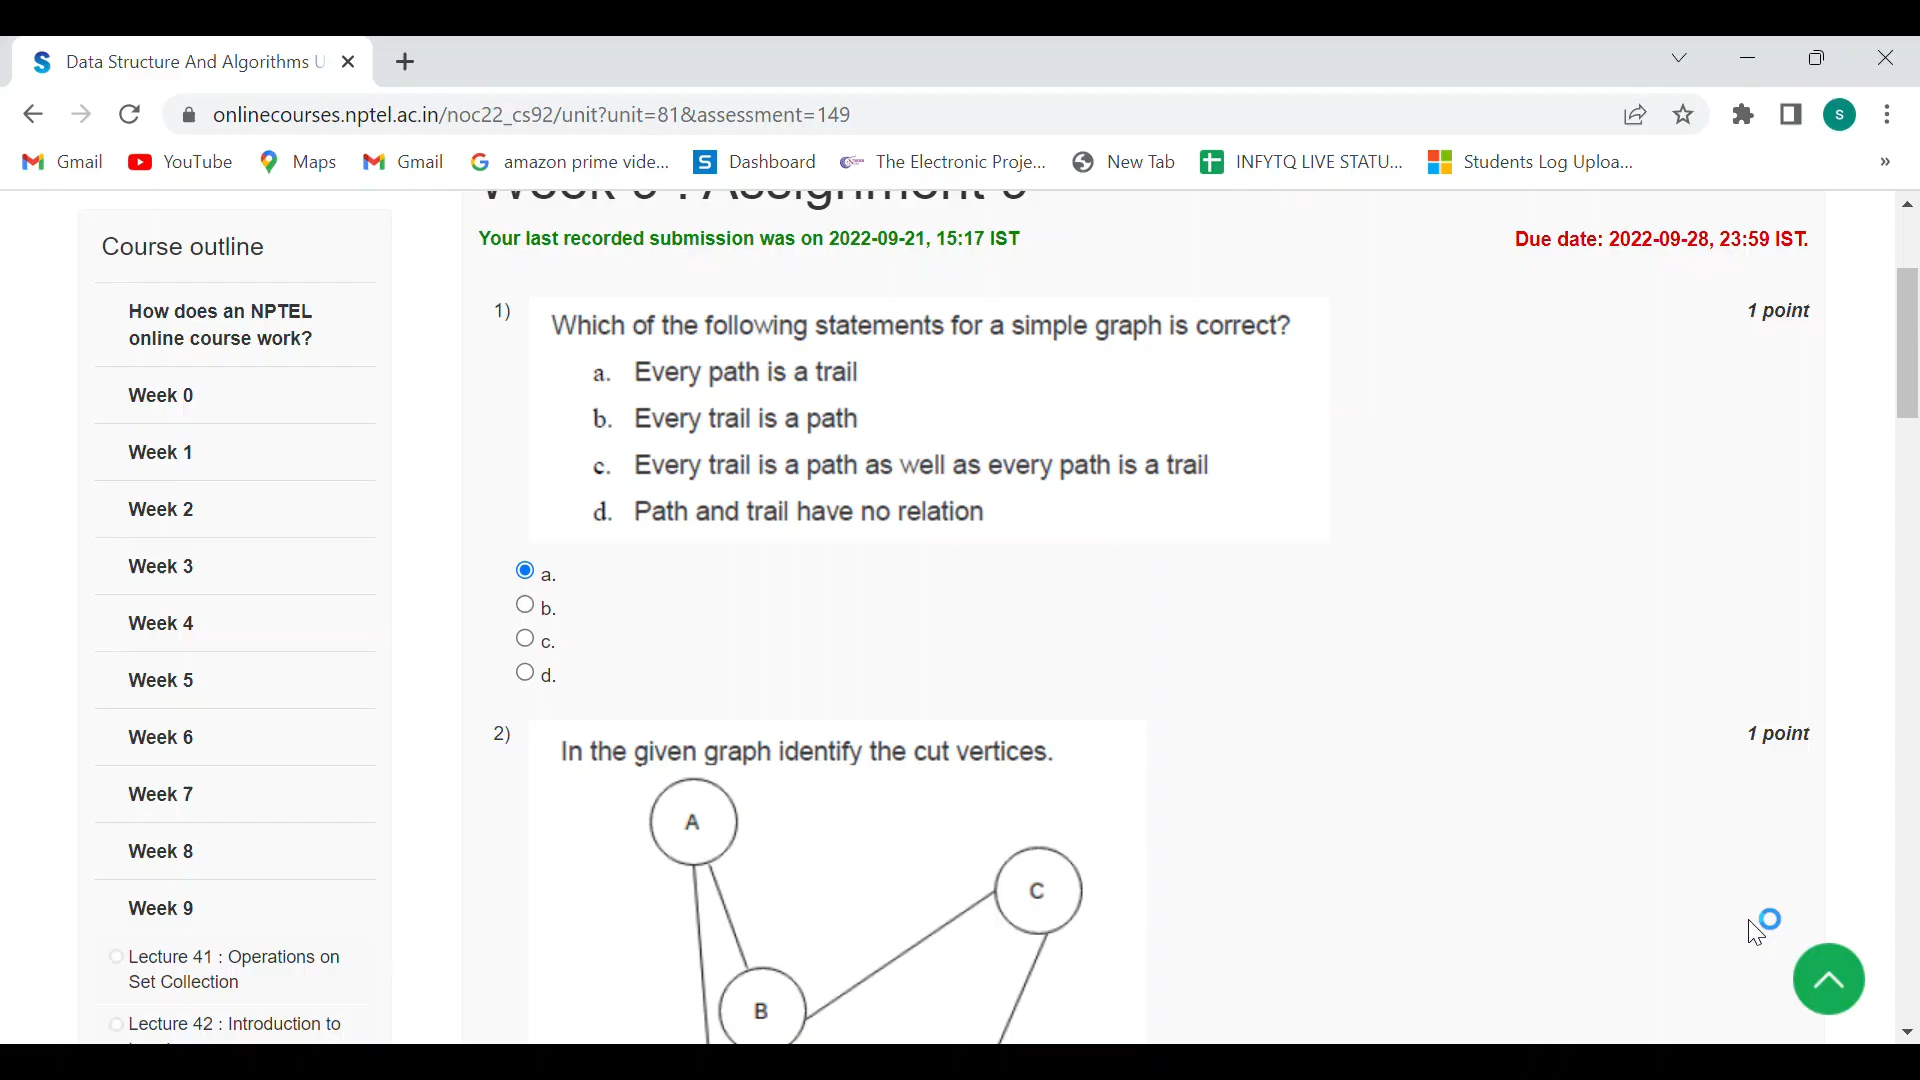 Data Structure And Algorithms U
onlinecourses.nptel.ac.in/noc22_cs92/unit?unit=81&assessment=149
S
Gmail YouTube Maps Gmail amazon prime vide... Dashboard The Electronic Proje... New Tab INFYTQ LIVE STATU... Students Log Uploa... »
Your last recorded submission was on 2022-09-21, 15:17 IST Due date: 2022-09-28, 23:59 IST.
Course outline
How does an NPTEL
online course work?
Week 0
Week 1
Week 2
Week 3
Week 4
Week 5
Week 6
Week 7
Week 8
Week 9
Lecture 41 : Operations on
Set Collection
Lecture 42 : Introduction to
1) Which of the following statements for a simple graph is correct? 1 point
a. Every path is a trail
b. Every trail is a path
c. Every trail is a path as well as every path is a trail
d. Path and trail have no relation
a.
b.
c.
d.
2) In the given graph identify the cut vertices. 1 point
A
C
B